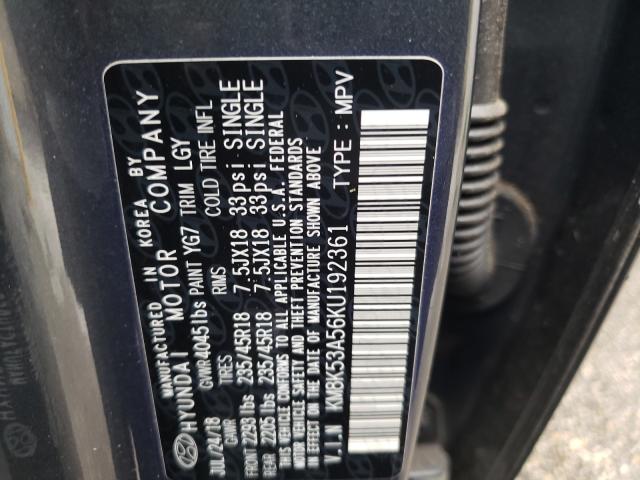 MANUFACTURED IN KOREA BY
HYUNDAI MOTOR COMPANY
JUL/24/18 GVWR 4045lbs PAINT YG7 TRIM LGY
GAWR TIRES RIMS COLD TIRE INFL
FRONT 2293 lbs 235/45R18 7.5JX18 33psi SINGLE
REAR 2205 lbs 235/45R18 7.5JX18 33psi SINGLE
THIS VEHICLE CONFORMS TO ALL APPLICABLE U.S.A. FEDERAL
MOTOR VEHICLE SAFETY AND THEFT PREVENTION STANDARDS
IN EFFECT ON THE DATE OF MANUFACTURE SHOWN ABOVE
V.I.N KM8K53A56KU192361 TYPE : MPV